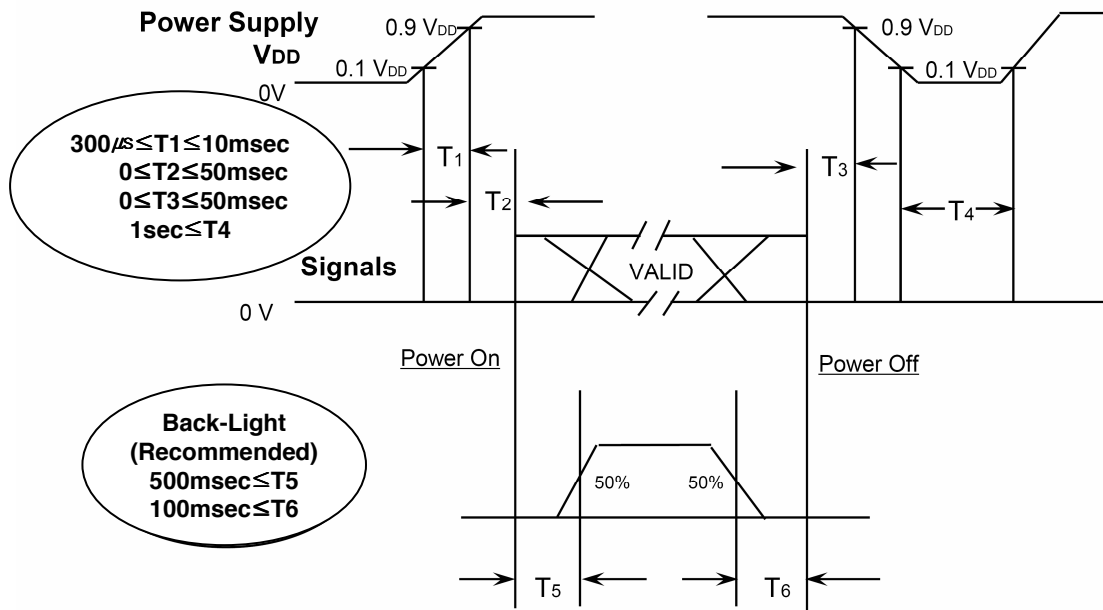 Power Supply
VDD
0.9 VDD
0.1 VDD
0V
0.9 VDD
0.1 VDD
300μs≤T1≤10msec
0≤T2≤50msec
0≤T3≤50msec
1sec≤T4
T1
T2
T3
T4
Signals
VALID
0 V
Power On
Power Off
Back-Light
(Recommended)
500msec≤T5
100msec≤T6
50%
50%
T5
T6